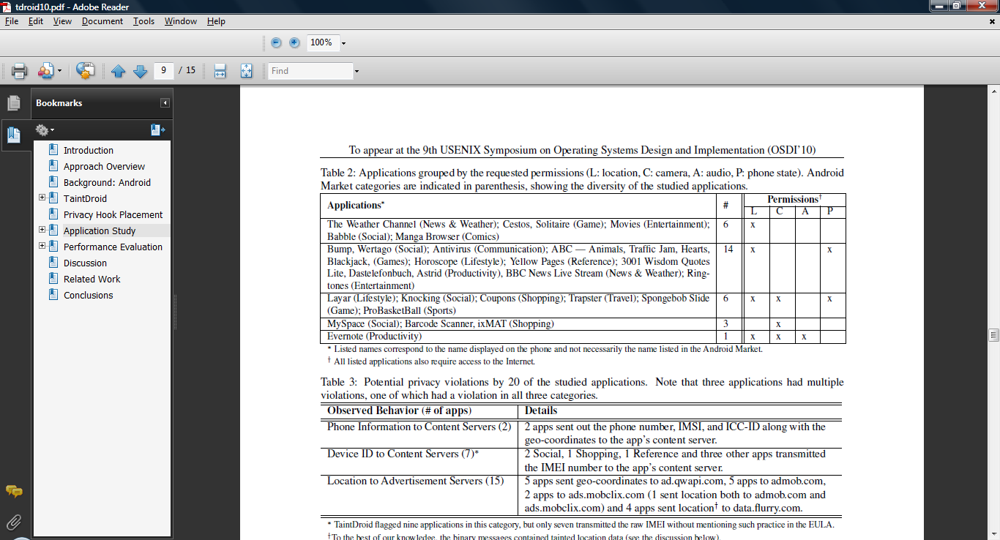 tdroid10.pdf - Adobe Reader
File Edit View Document Tools Window Help
100%
9 / 15 Find
Bookmarks
Introduction
Approach Overview
Background: Android
TaintDroid
Privacy Hook Placement
Application Study
Performance Evaluation
Discussion
Related Work
Conclusions
To appear at the 9th USENIX Symposium on Operating Systems Design and Implementation (OSDI'10)
Table 2: Applications grouped by the requested permissions (L: location, C: camera, A: audio, P: phone state). Android
Market categories are indicated in parenthesis, showing the diversity of the studied applications.
Applications* # Permissions†
L C A P
The Weather Channel (News & Weather); Cestos, Solitaire (Game); Movies (Entertainment); 6 x
Babble (Social); Manga Browser (Comics)
Bump, Wertago (Social); Antivirus (Communication); ABC — Animals, Traffic Jam, Hearts, 14 x x
Blackjack, (Games); Horoscope (Lifestyle); Yellow Pages (Reference); 3001 Wisdom Quotes
Lite, Dastelefonbuch, Astrid (Productivity), BBC News Live Stream (News & Weather); Ring-
tones (Entertainment)
Layar (Lifestyle); Knocking (Social); Coupons (Shopping); Trapster (Travel); Spongebob Slide 6 x x x
(Game); ProBasketBall (Sports)
MySpace (Social); Barcode Scanner, ixMAT (Shopping) 3 x
Evernote (Productivity) 1 x x x
* Listed names correspond to the name displayed on the phone and not necessarily the name listed in the Android Market.
† All listed applications also require access to the Internet.
Table 3: Potential privacy violations by 20 of the studied applications. Note that three applications had multiple
violations, one of which had a violation in all three categories.
Observed Behavior (# of apps) Details
Phone Information to Content Servers (2) 2 apps sent out the phone number, IMSI, and ICC-ID along with the
geo-coordinates to the app's content server.
Device ID to Content Servers (7)* 2 Social, 1 Shopping, 1 Reference and three other apps transmitted
the IMEI number to the app's content server.
Location to Advertisement Servers (15) 5 apps sent geo-coordinates to ad.qwapi.com, 5 apps to admob.com,
2 apps to ads.mobclix.com (1 sent location both to admob.com and
ads.mobclix.com) and 4 apps sent location† to data.flurry.com.
* TaintDroid flagged nine applications in this category, but only seven transmitted the raw IMEI without mentioning such practice in the EULA.
†To the best of our knowledge, the binary messages contained tainted location data (see the discussion below).